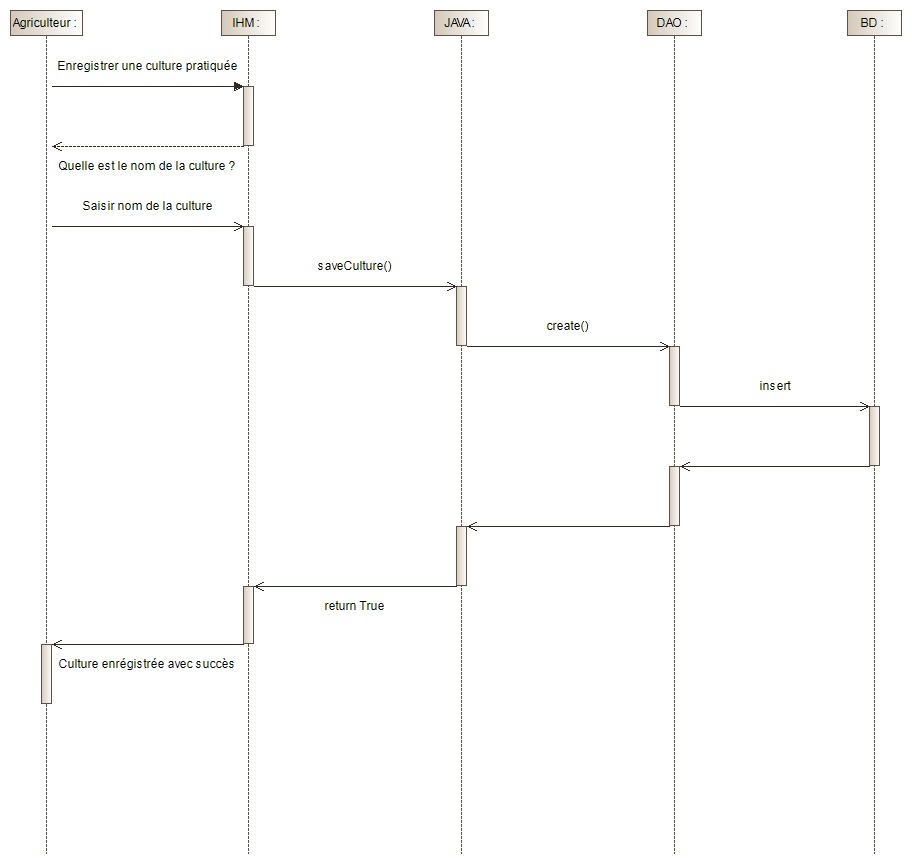 Agriculteur :
IHM :
JAVA :
DAO :
BD :
Enregistrer une culture pratiquée
Quelle est le nom de la culture ?
Saisir nom de la culture
saveCulture()
create()
insert
return True
Culture enrégistrée avec succès